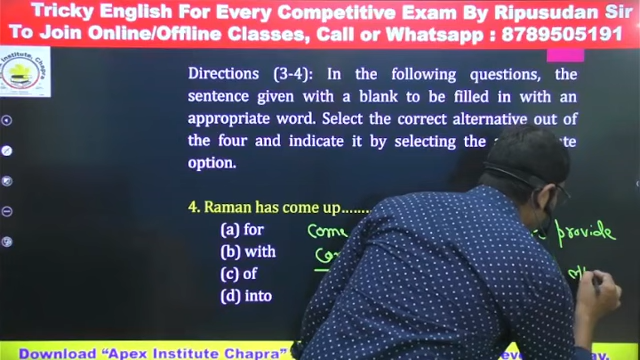 Tricky English For Every Competitive Exam By Ripusudan Sir
To Join Online/Offline Classes, Call or Whatsapp : 8789505191
Institute, Chapra
Directions (3-4): In the following questions, the
sentence given with a blank to be filled in with an
appropriate word. Select the correct alternative out of
the four and indicate it by selecting the
option.
4. Raman has come up........
(a) for come provide
(b) with
(c) of
(d) into
Download “Apex Institute Chapra”